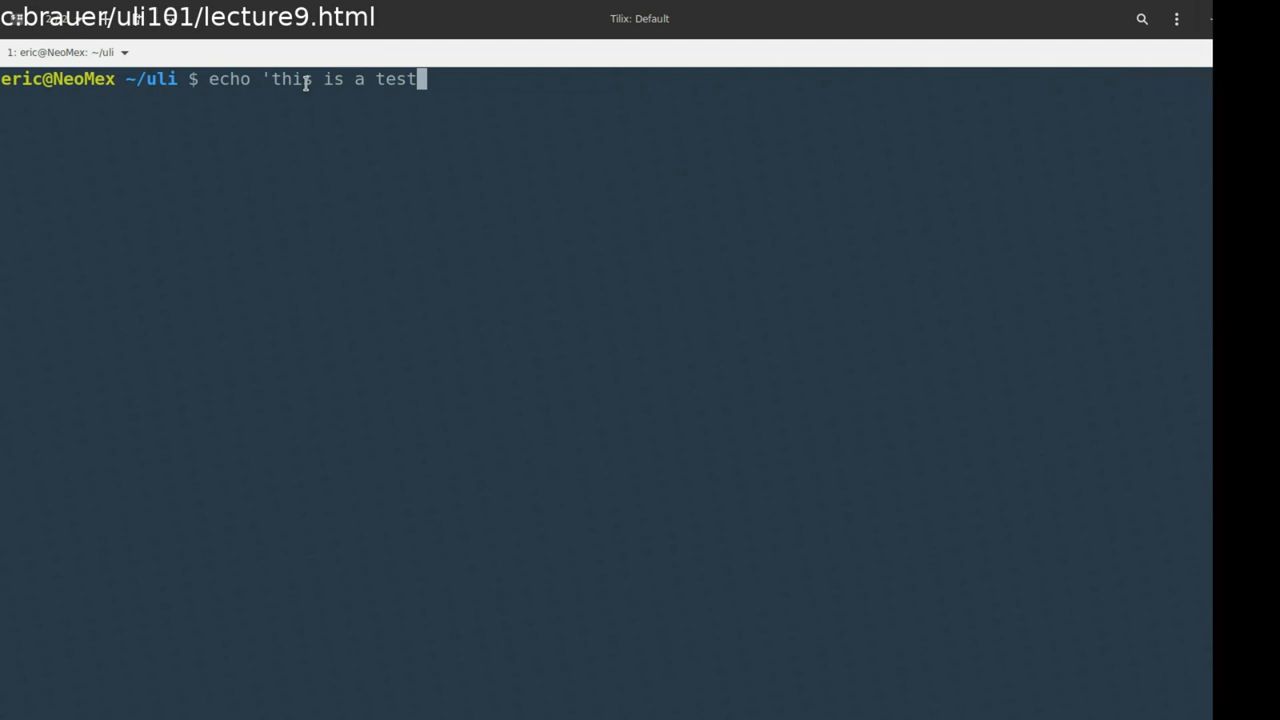 c.brauer/uli101/lecture9.html
Tilix: Default
1: eric@NeoMex: ~/uli
eric@NeoMex ~/uli $ echo 'this is a test